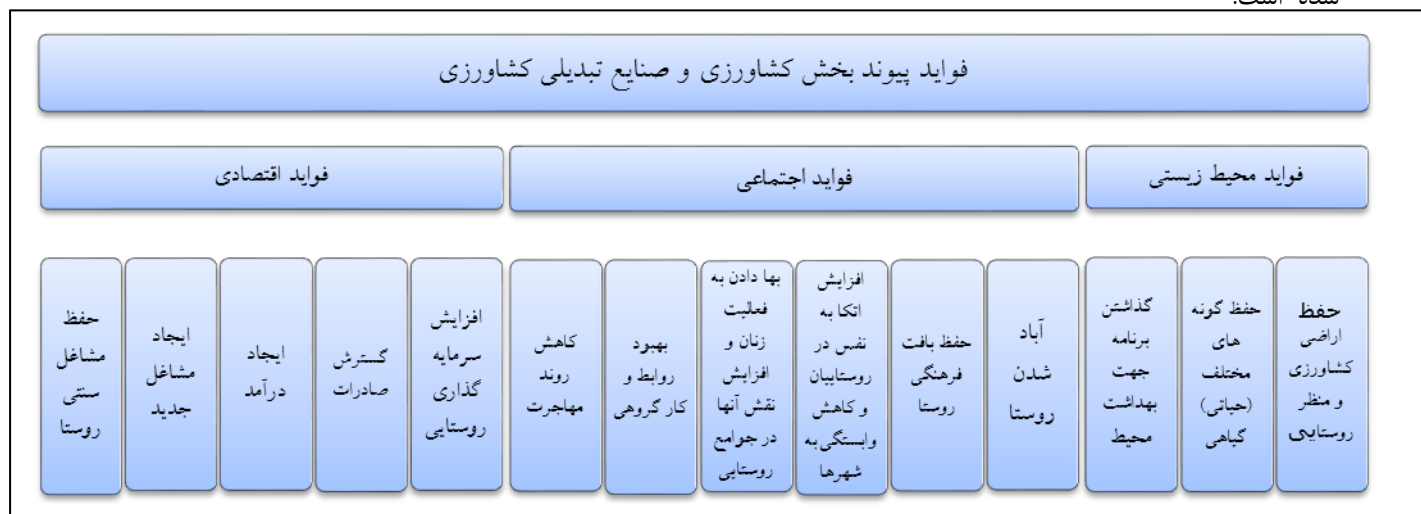 شده است.
فواید پیوند بخش کشاورزی و صنایع تبدیلی کشاورزی
فواید محیط زیستی
فواید اجتماعی
فواید اقتصادی
حفظ
اراضی
کشاورزی
و منظر
روستایی
حفظ گونه
های
مختلف
(حیاتی)
گیاهی
گذاشتن
برنامه
جهت
بهداشت
محیط
آباد
شدن
روستا
حفظ بافت
فرهنگی
روستا
افزایش
اتکا به
نفس در
روستاییان
و کاهش
وابستگی به
شهرها
بها دادن به
فعلیت
زنان و
افزایش
نقش آنها
در جوامع
روستایی
بهبود
روابط و
کار گروهی
کاهش
روند
مهاجرت
افزایش
سرمایه
گذاری
روستایی
گسترش
صادرات
ایجاد
درآمد
ایجاد
مشاغل
جدید
حفظ
مشاغل
سنتی
روستا